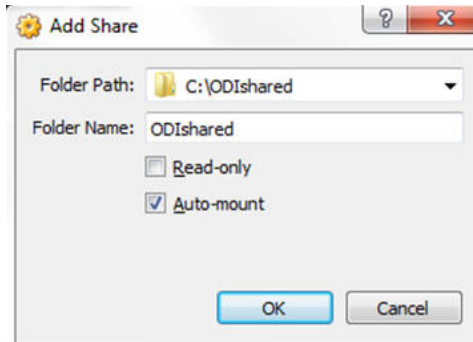 Add Share
Folder Path: C:\ODIshared
Folder Name: ODIshared
Read-only
Auto-mount
OK Cancel